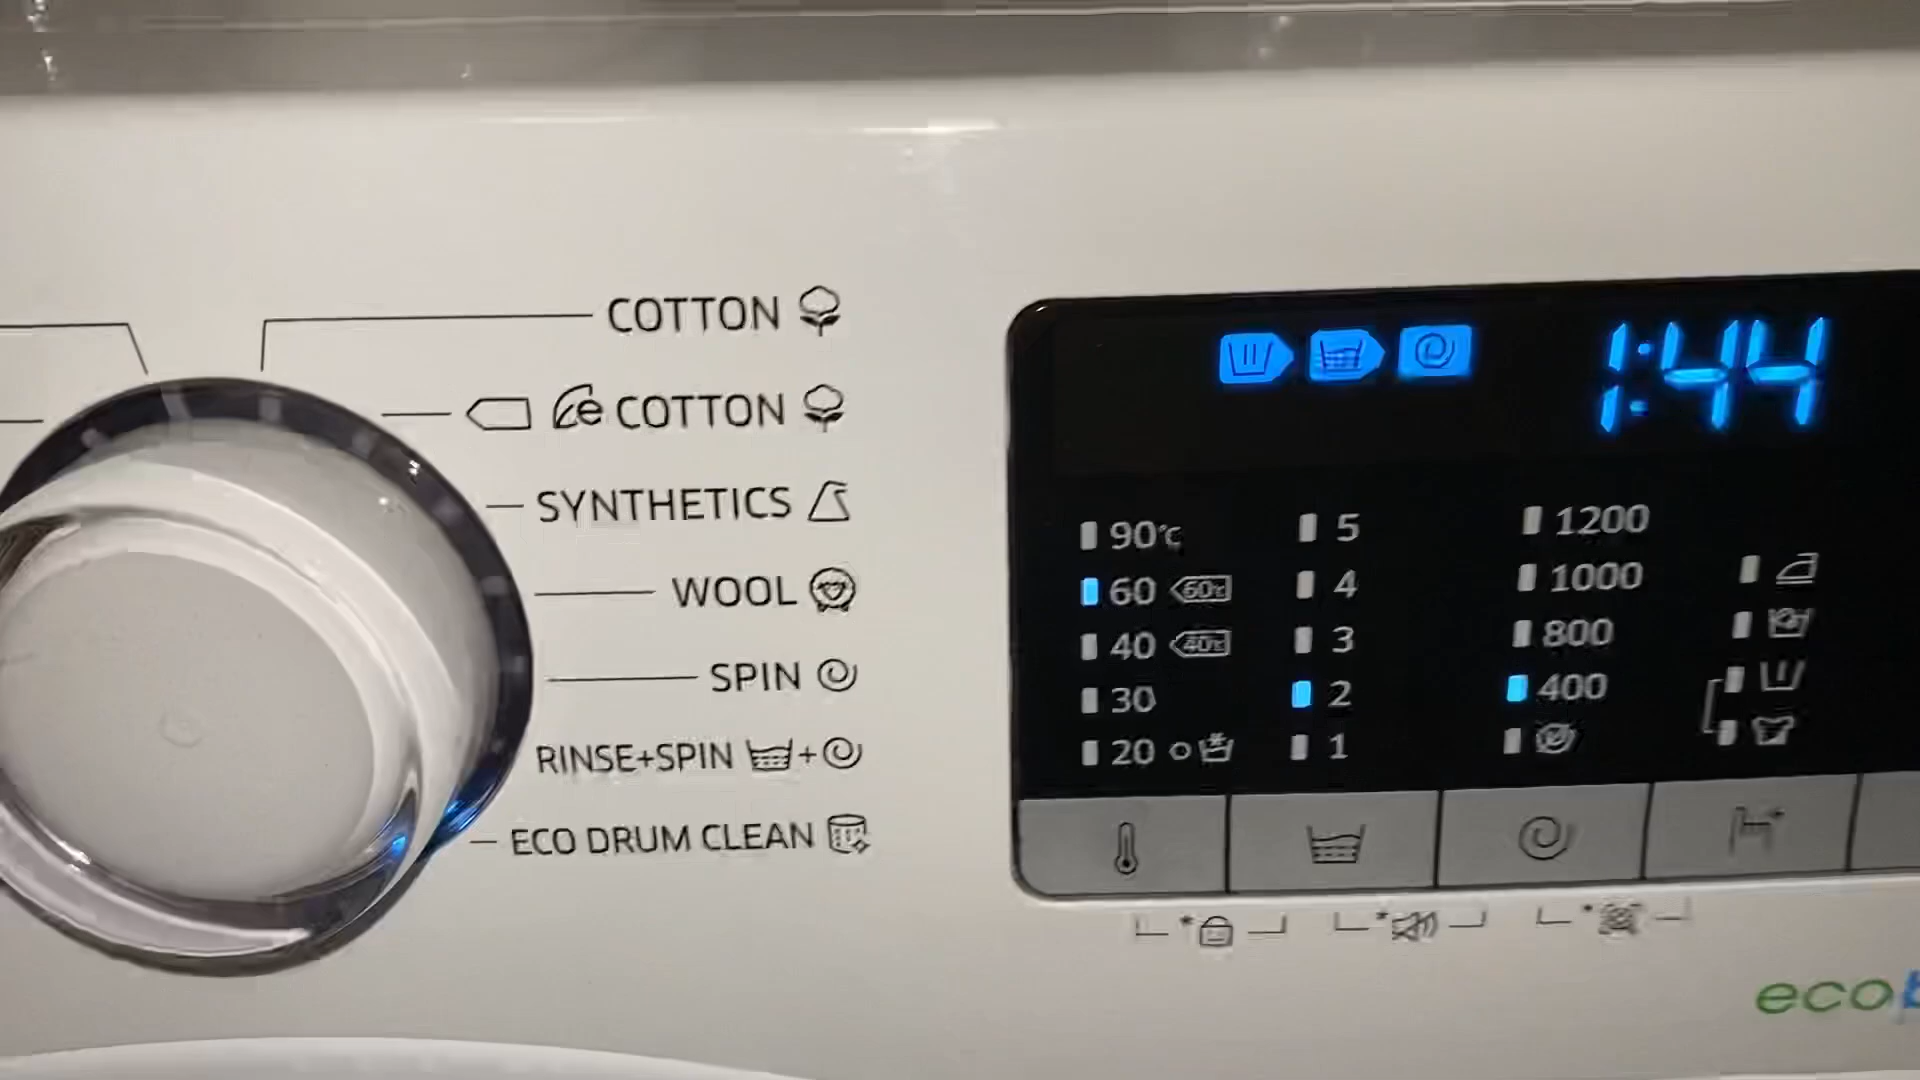 COTTON
e COTTON
SYNTHETICS
WOOL
SPIN
RINSE+SPIN +
ECO DRUM CLEAN
1:44
90°C 5 1200
60 60°C 4 1000
40 40°C 3 800
30 2 400
20 1
* * *
eco